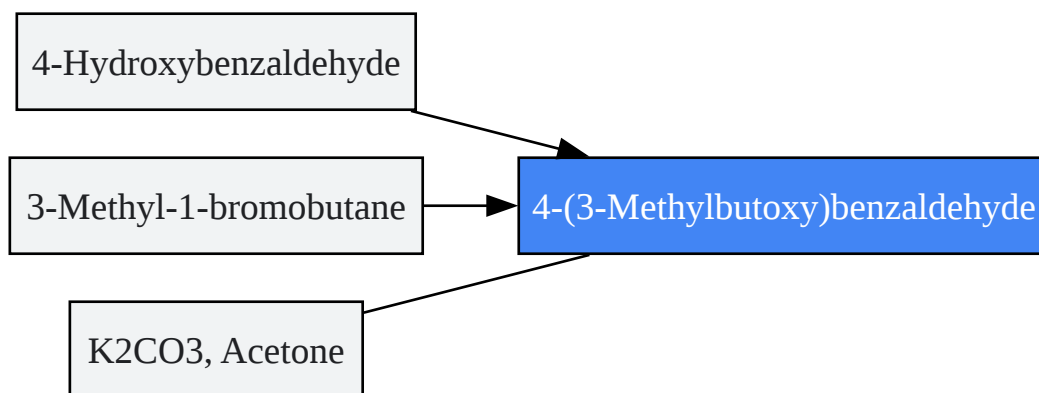 4-Hydroxybenzaldehyde
3-Methyl-1-bromobutane
4-(3-Methylbutoxy)benzaldehyde
K2CO3, Acetone